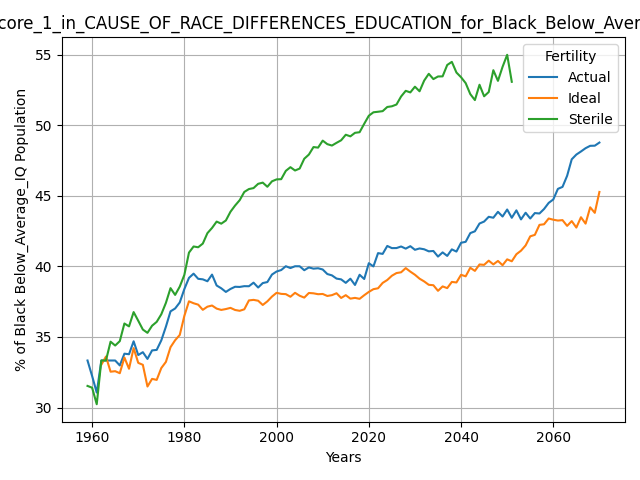 core_1_in_CAUSE_OF_RACE_DIFFERENCES_EDUCATION_for_Black_Below_Aver
% of Black Below_Average_IQ Population
55
50
45
40
35
30
Fertility
Actual
Ideal
Sterile
1960 1980 2000 2020 2040 2060
Years